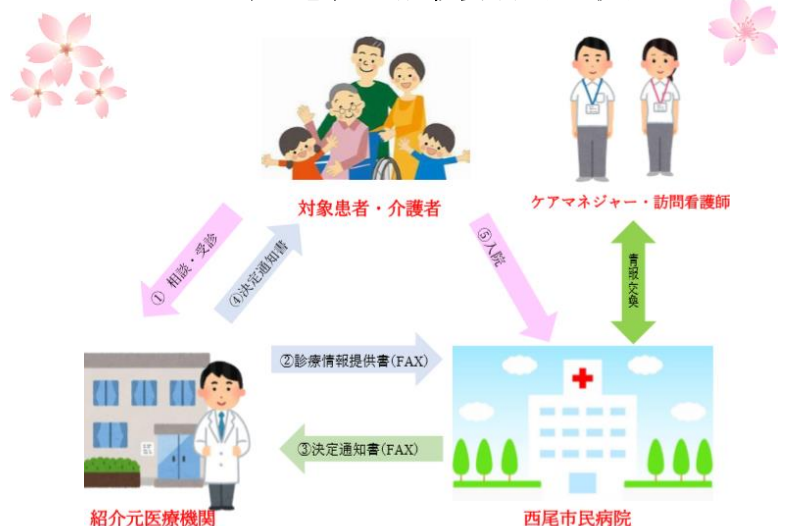 対象患者・介護者
ケアマネジャー・訪問看護師
① 相談・受診
④決定通知書
⑤入院
情報交換
②診療情報提供書(FAX)
③決定通知書(FAX)
紹介元医療機関
西尾市民病院